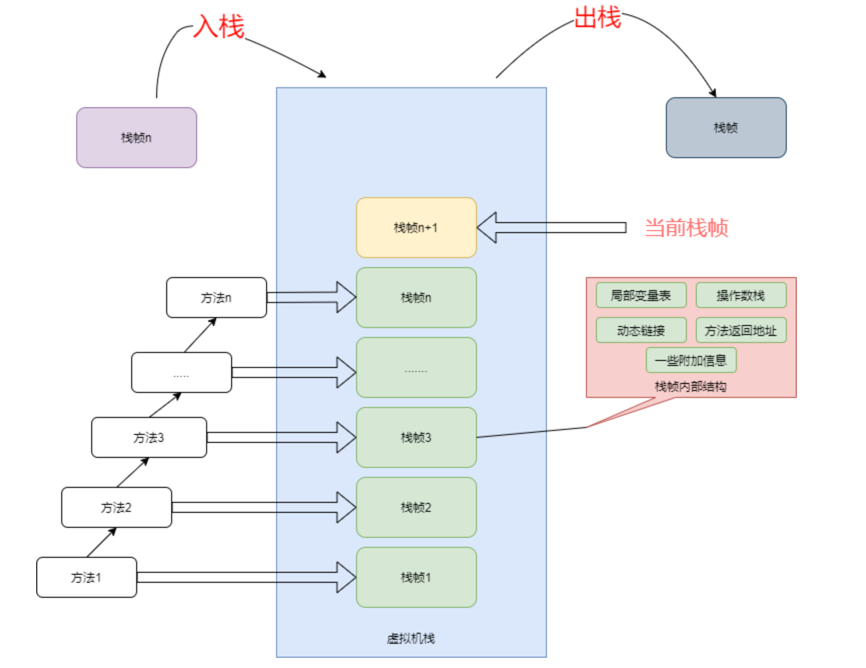 入栈
出栈
栈帧n
栈帧
栈帧n+1
当前栈帧
方法n
栈帧n
局部变量表
操作数栈
动态链接
方法返回地址
一些附加信息
栈帧内部结构
.....
.......
方法3
栈帧3
方法2
栈帧2
方法1
栈帧1
虚拟机栈